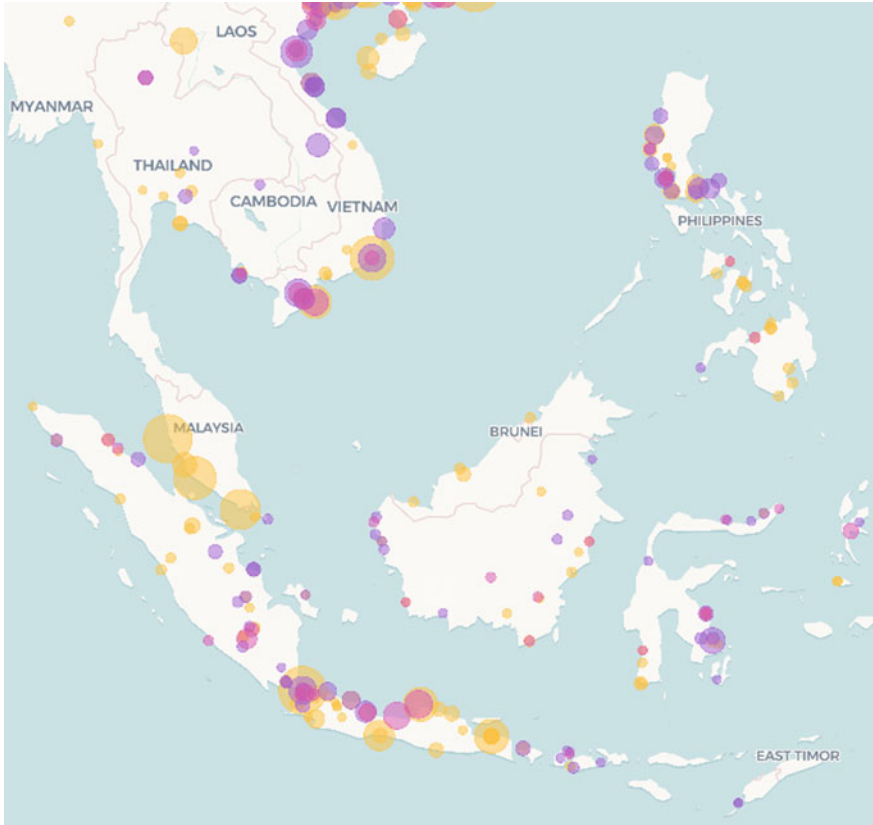 LAOS
MYANMAR
THAILAND
CAMBODIA
VIETNAM
PHILIPPINES
MALAYSIA
BRUNEI
EAST TIMOR